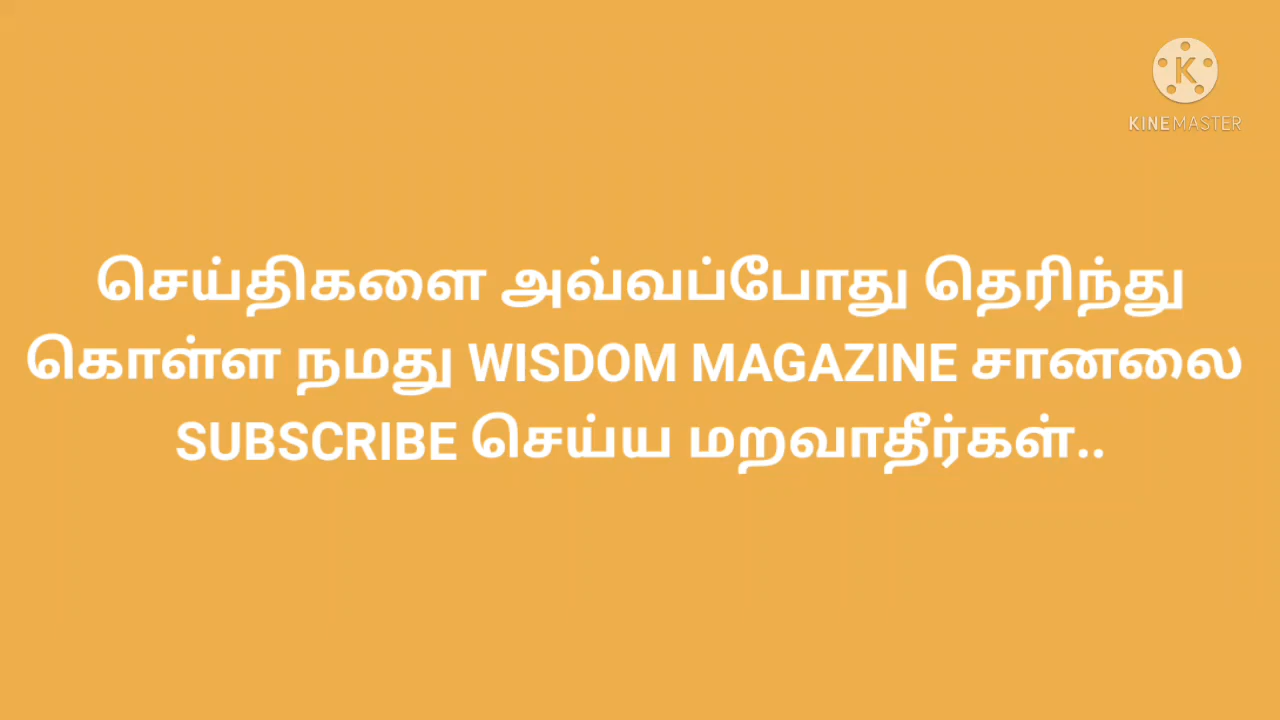 KINEMASTER
செய்திகளை அவ்வப்போது தெரிந்து
கொள்ள நமது WISDOM MAGAZINE சானலை
SUBSCRIBE செய்ய மறவாதீர்கள்..